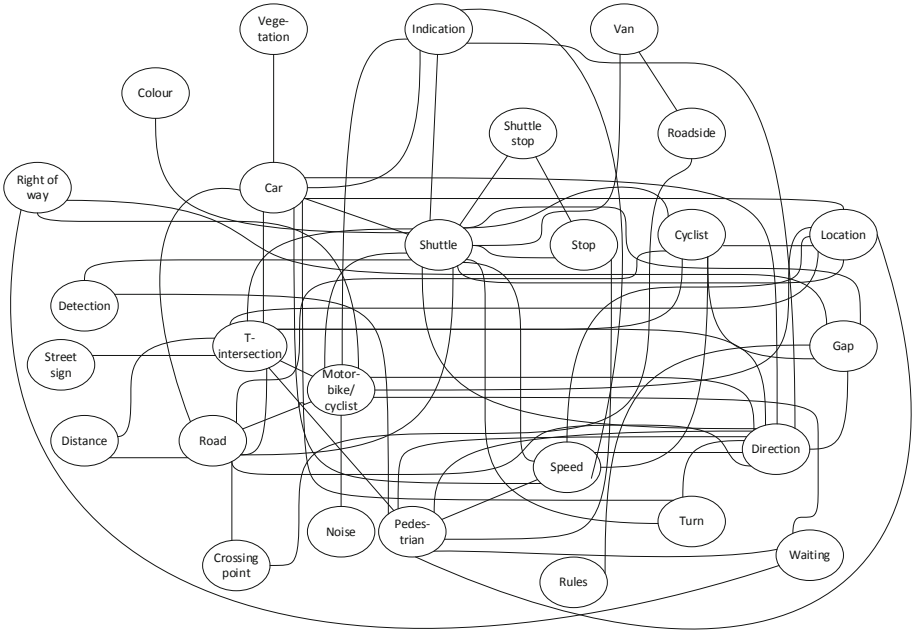 Vege-
tation
Indication
Van
Colour
Shuttle
stop
Roadside
Right of
way
Car
Shuttle
Stop
Cyclist
Location
Detection
T-
intersection
Street
sign
Motor-
bike/
cyclist
Gap
Distance
Road
Direction
Speed
Noise
Pedes-
trian
Turn
Crossing
point
Rules
Waiting